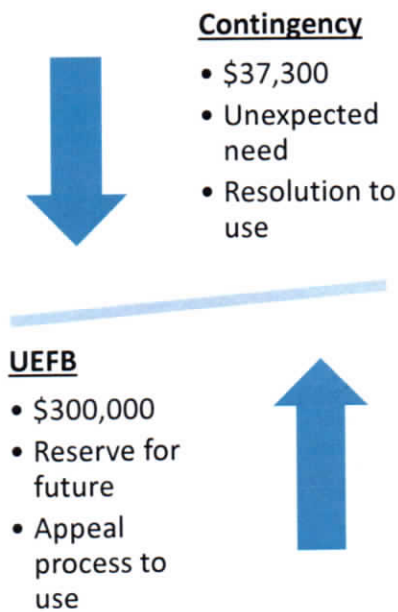 Contingency
• $37,300
• Unexpected
need
• Resolution to
use
UEFB
• $300,000
• Reserve for
future
• Appeal
process to
use